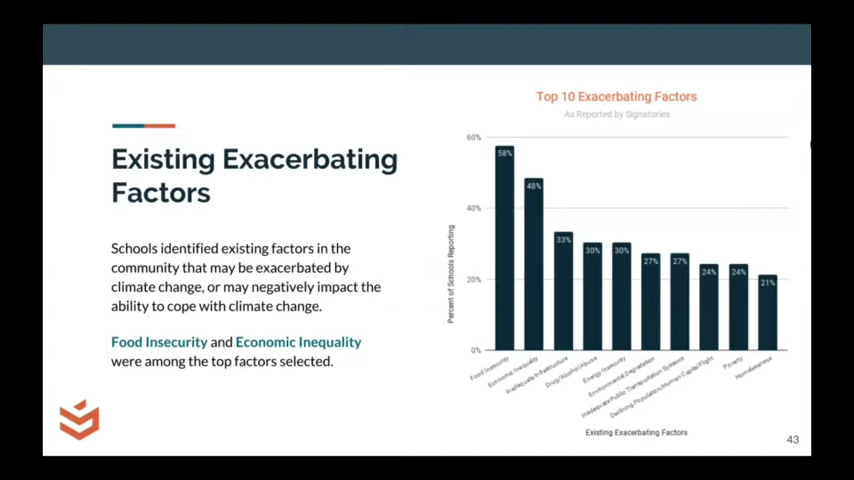 Existing Exacerbating
Factors
Schools identified existing factors in the
community that may be exacerbated by
climate change, or may negatively impact the
ability to cope with climate change.
Food Insecurity and Economic Inequality
were among the top factors selected.
Top 10 Exacerbating Factors
As Reported by Signatories
Percent of Schools Reporting
60%
40%
20%
0%
58%
48%
33%
30%
30%
27%
27%
24%
24%
21%
Food Insecurity
Economic Inequality
Inadequate Infrastructure
Drug/Alcohol Abuse
Energy Insecurity
Environmental Degradation
Inadequate Public Transportation Systems
Declining Population/Human Capital Flight
Poverty
Homelessness
Existing Exacerbating Factors
43